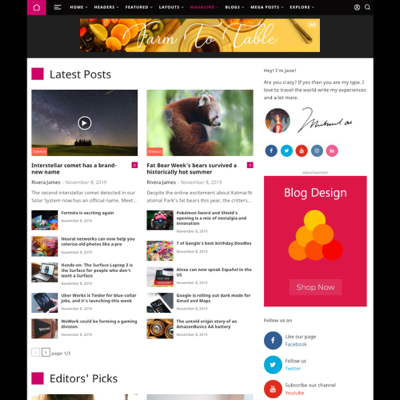 HOME
HEADERS
FEATURED
LAYOUTS
MAGAZINE
BLOGS
MEGA POSTS
EXPLORE
Farm To Table
Latest Posts
Interstellar comet has a brand-
new name
Rivera James - November 8, 2019
The second interstellar comet detected in our
Solar System now has an official name. Meet...
Fortnite is exciting again
November 8, 2019
Neural networks can now help you
colorize old photos like a pro
November 8, 2019
Hands-on: The Surface Laptop 3 is
the Surface for people who don't
want a Surface
November 8, 2019
Uber Works is Tinder for blue-collar
jobs, and it's launching this week
November 8, 2019
WeWork could be forming a gaming
division
November 8, 2019
page 1/3
Fat Bear Week's bears survived a
historically hot summer
Rivera James - November 8, 2019
Despite the online excitement about Katmai N
ational Park's fat bears this year, the critters...
Pokémon Sword and Shield's
opening is a mix of nostalgia and
innovation
November 8, 2019
7 of Google's best birthday Doodles
November 8, 2019
Alexa can now speak Español in the
US
November 8, 2019
Google is rolling out dark mode for
Gmail and Maps
November 8, 2019
The untold origin story of an
AmazonBasics AA battery
November 8, 2019
Editors' Picks
Hey! I'm Jane!
Are you crazy? If yes then you are my type. I
love to travel the world write my experiences
and a lot more.
- Advertisement -
Blog Design
Shop Now
Follow us on
Like our page
Facebook
Follow us
Twitter
Subscribe our channel
Youtube